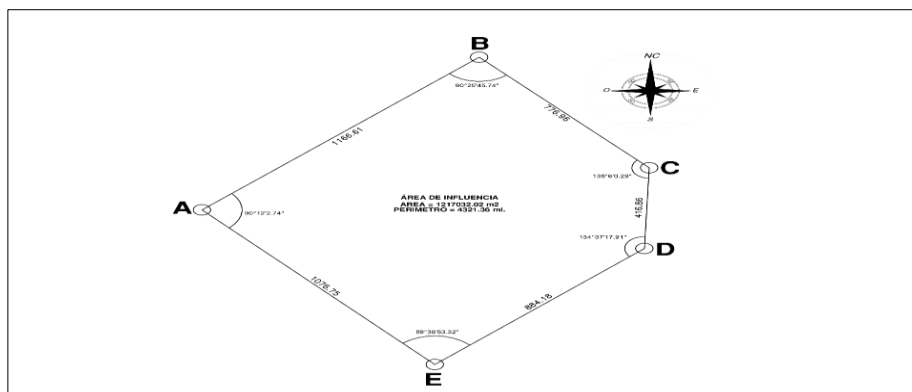 B
NC
O E
S
90°25'45.74"
776.96
1166.61
C
135°6'0.29"
ÁREA DE INFLUENCIA
AREA = 1217032.02 m2
PERIMETRO = 4321.36 ml.
416.86
A
90°12'2.74"
134°37'17.91"
D
1076.75
884.18
89°38'53.32"
E